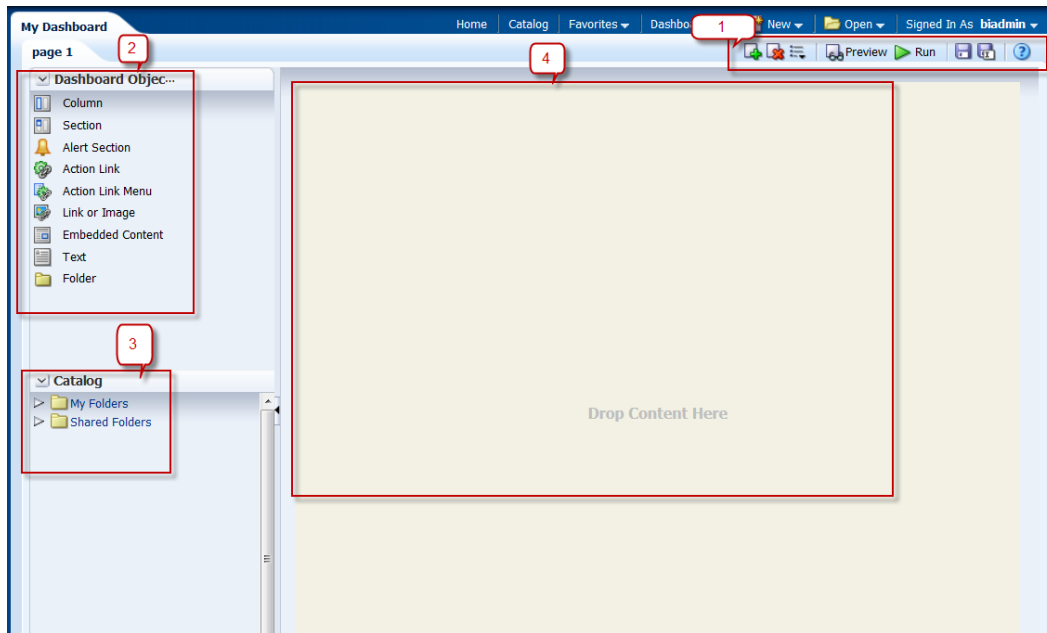 My Dashboard
Home Catalog Favorites Dashbo New Open Signed In As biadmin
1
page 1
2
Preview Run
4
Dashboard Objec...
Column
Section
Alert Section
Action Link
Action Link Menu
Link or Image
Embedded Content
Text
Folder
3
Catalog
My Folders
Shared Folders
Drop Content Here